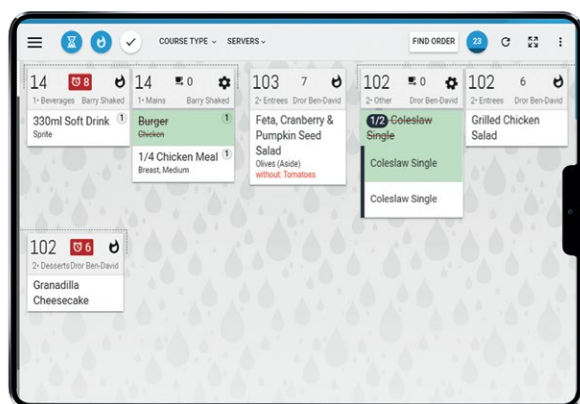 COURSE TYPE SERVERS FIND ORDER 23
14 8
1• Beverages Barry Shaked
330ml Soft Drink 1
Sprite
14 0
1• Mains Barry Shaked
Burger 1
Chicken
1/4 Chicken Meal 1
Breast, Medium
103 7
2• Entrees Dror Ben-David
Feta, Cranberry &
Pumpkin Seed
Salad
Olives (Aside)
without: Tomatoes
102 0
2• Other Dror Ben-David
1/2 Coleslaw
Single
Coleslaw Single
Coleslaw Single
102 6
2• Entrees Dror Ben-David
Grilled Chicken
Salad
102 6
2• Desserts Dror Ben-David
Granadilla
Cheesecake